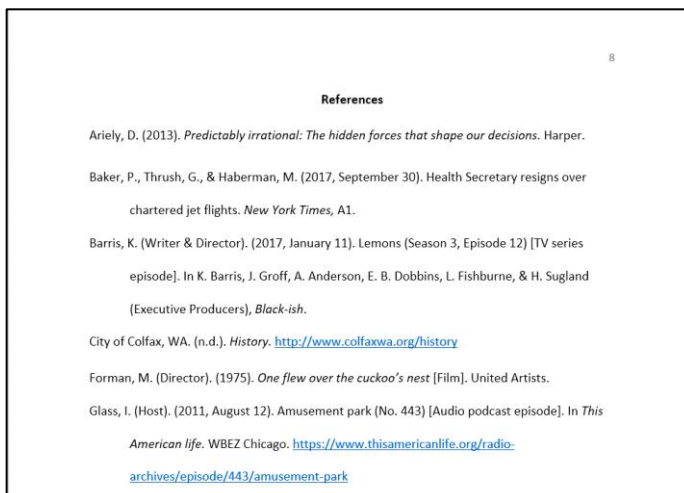 8
References
Ariely, D. (2013). Predictably irrational: The hidden forces that shape our decisions. Harper.
Baker, P., Thrush, G., & Haberman, M. (2017, September 30). Health Secretary resigns over
chartered jet flights. New York Times, A1.
Barris, K. (Writer & Director). (2017, January 11). Lemons (Season 3, Episode 12) [TV series
episode]. In K. Barris, J. Groff, A. Anderson, E. B. Dobbins, L. Fishburne, & H. Sugland
(Executive Producers), Black-ish.
City of Colfax, WA. (n.d.). History. http://www.colfaxwa.org/history
Forman, M. (Director). (1975). One flew over the cuckoo's nest [Film]. United Artists.
Glass, I. (Host). (2011, August 12). Amusement park (No. 443) [Audio podcast episode]. In This
American life. WBEZ Chicago. https://www.thisamericanlife.org/radio-
archives/episode/443/amusement-park